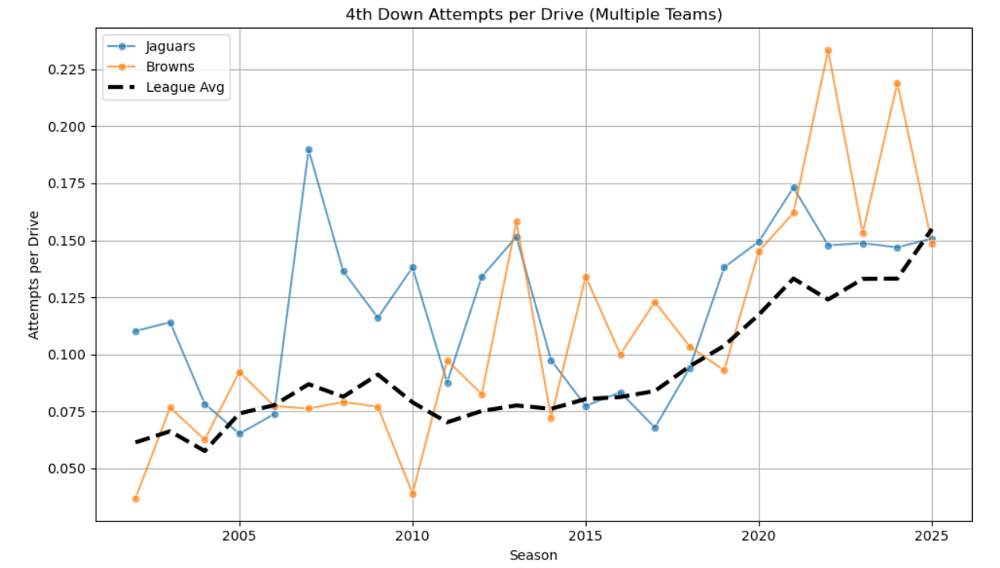 4th Down Attempts per Drive (Multiple Teams)
Jaguars
Browns
League Avg
0.225
0.200
0.175
0.150
0.125
0.100
0.075
0.050
Attempts per Drive
2005
2010
2015
2020
2025
Season